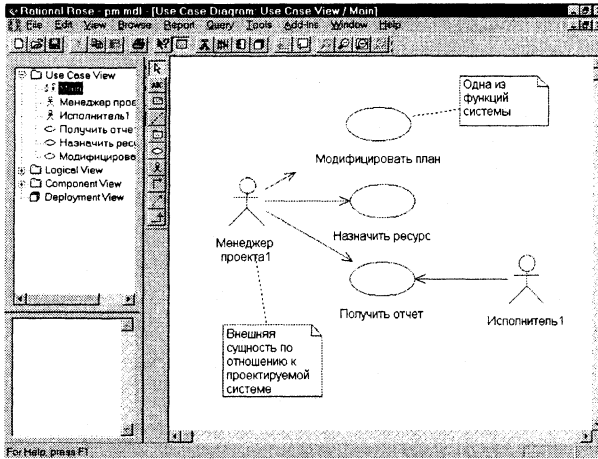 Rational Rose - pm.mdl - [Use Case Diagram: Use Case View / Main]
File Edit View Browse Report Query Tools Add-Ins Window Help
Use Case View
Main
Менеджер прое
Исполнитель1
Получить отче
Назначить ресу
Модифицирова
Logical View
Component View
Deployment View
ABC
Одна из
функций
системы
Модифицировать план
Назначить ресурс
Менеджер
проекта1
Получить отчет
Исполнитель1
Внешняя
сущность по
отношению к
проектируемой
системе
For Help, press F1